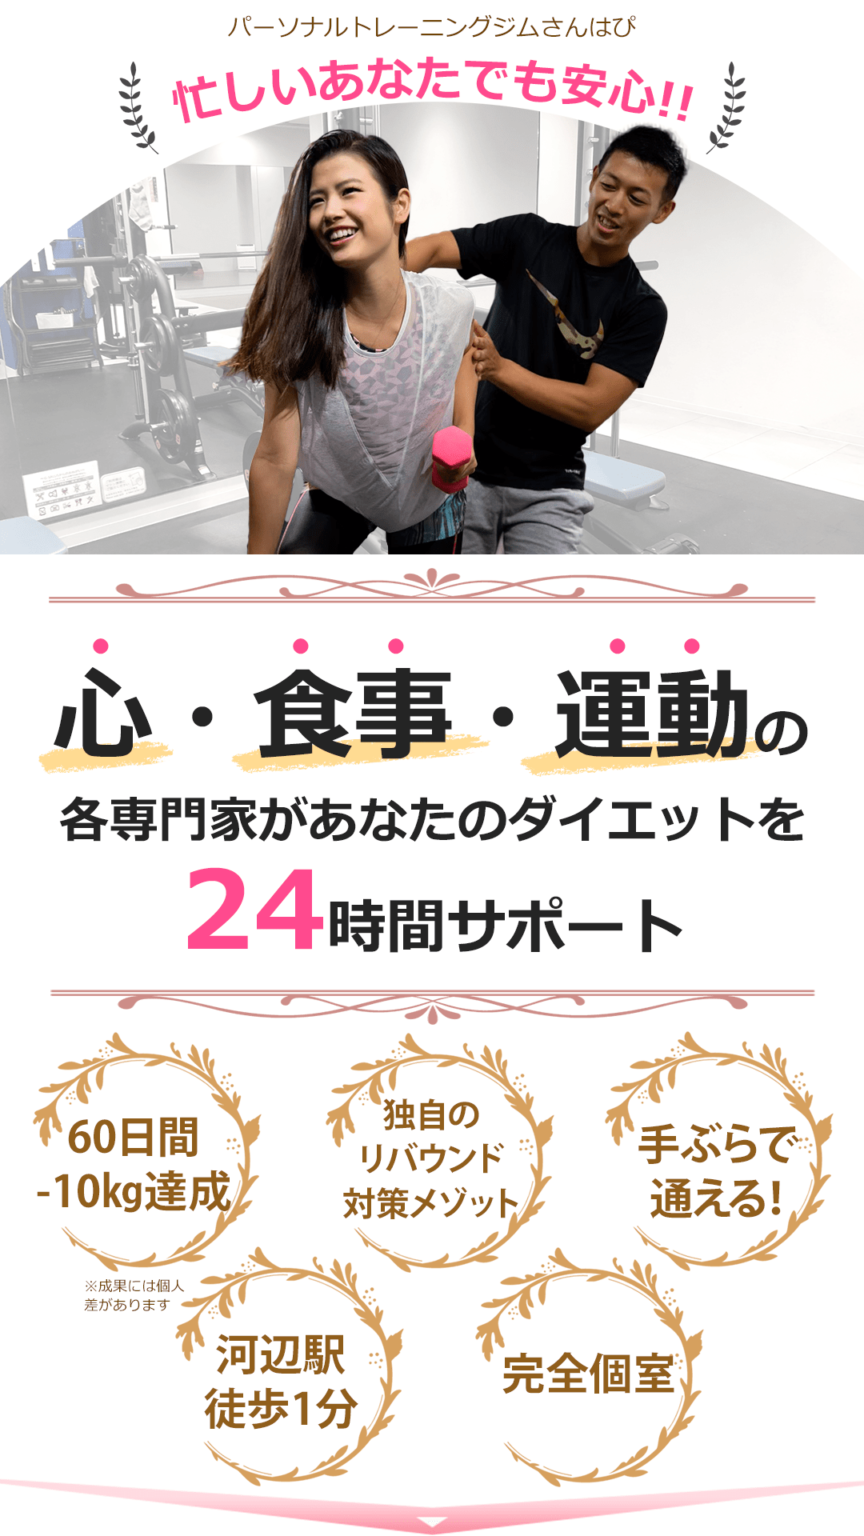 パーソナルトレーニングジムさんはぴ
忙しいあなたでも安心!!
心・食事・運動の
各専門家があなたのダイエットを
24時間サポート
60日間
-10kg達成
※成果には個人
差があります
独自の
リバウンド
対策メゾット
手ぶらで
通える!
河辺駅
徒歩1分
完全個室